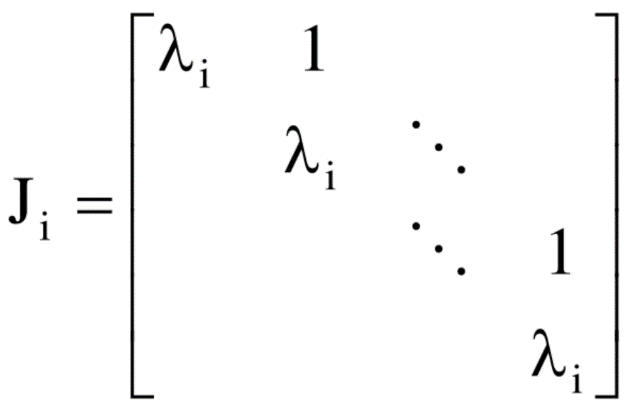 J_i = [ λ_i 1
λ_i ⋱
⋱ 1
λ_i ]